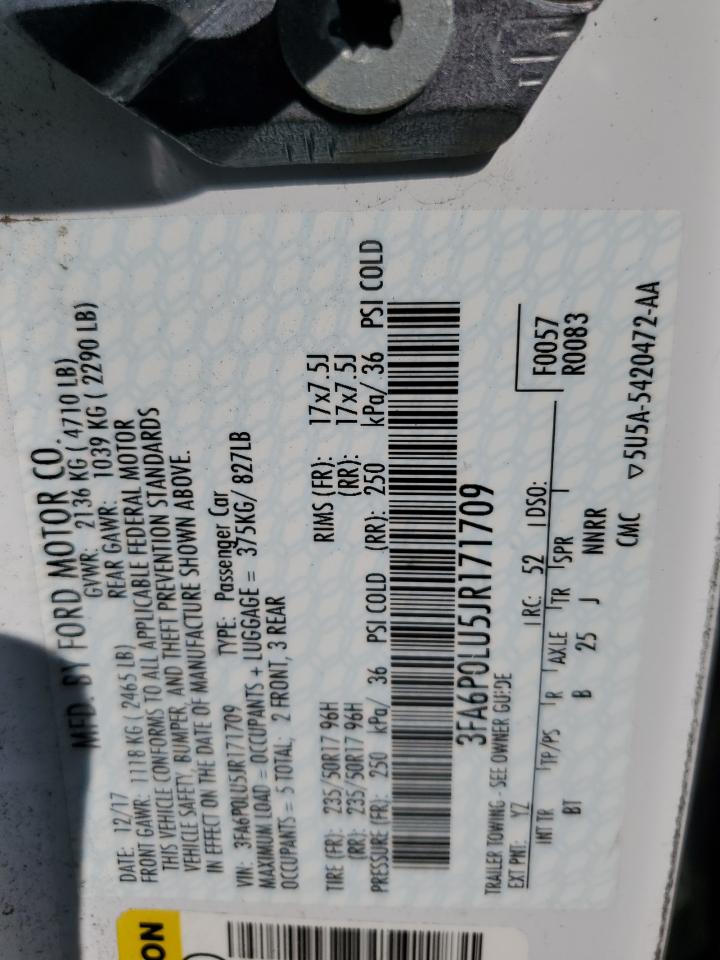 MFD. BY FORD MOTOR CO.
DATE: 12/17 GVWR: 2136 KG ( 4710 LB)
FRONT GAWR: 1118 KG ( 2465 LB) REAR GAWR: 1039 KG ( 2290 LB)
THIS VEHICLE CONFORMS TO ALL APPLICABLE FEDERAL MOTOR
VEHICLE SAFETY, BUMPER, AND THEFT PREVENTION STANDARDS
IN EFFECT ON THE DATE OF MANUFACTURE SHOWN ABOVE.
VIN: 3FA6P0LU5JR171709 TYPE: Passenger Car
MAXIMUM LOAD = OCCUPANTS + LUGGAGE = 375KG/ 827LB
OCCUPANTS = 5 TOTAL; 2 FRONT, 3 REAR
TIRE (FR): 235/50R17 96H RIMS (FR): 17x7.5J
(RR): 235/50R17 96H (RR): 17x7.5J
PRESSURE (FR): 250 kPa/ 36 PSI COLD (RR): 250 kPa/ 36 PSI COLD
3FA6P0LU5JR171709
TRAILER TOWING - SEE OWNER GUIDE
EXT PNT: YZ RC: 52 DSO: F0057
R0083
INT TR TP/PS R AXLE TR SPR
BT B 25 J NNRR
CMC ▽5U5A-5420472-AA
ON